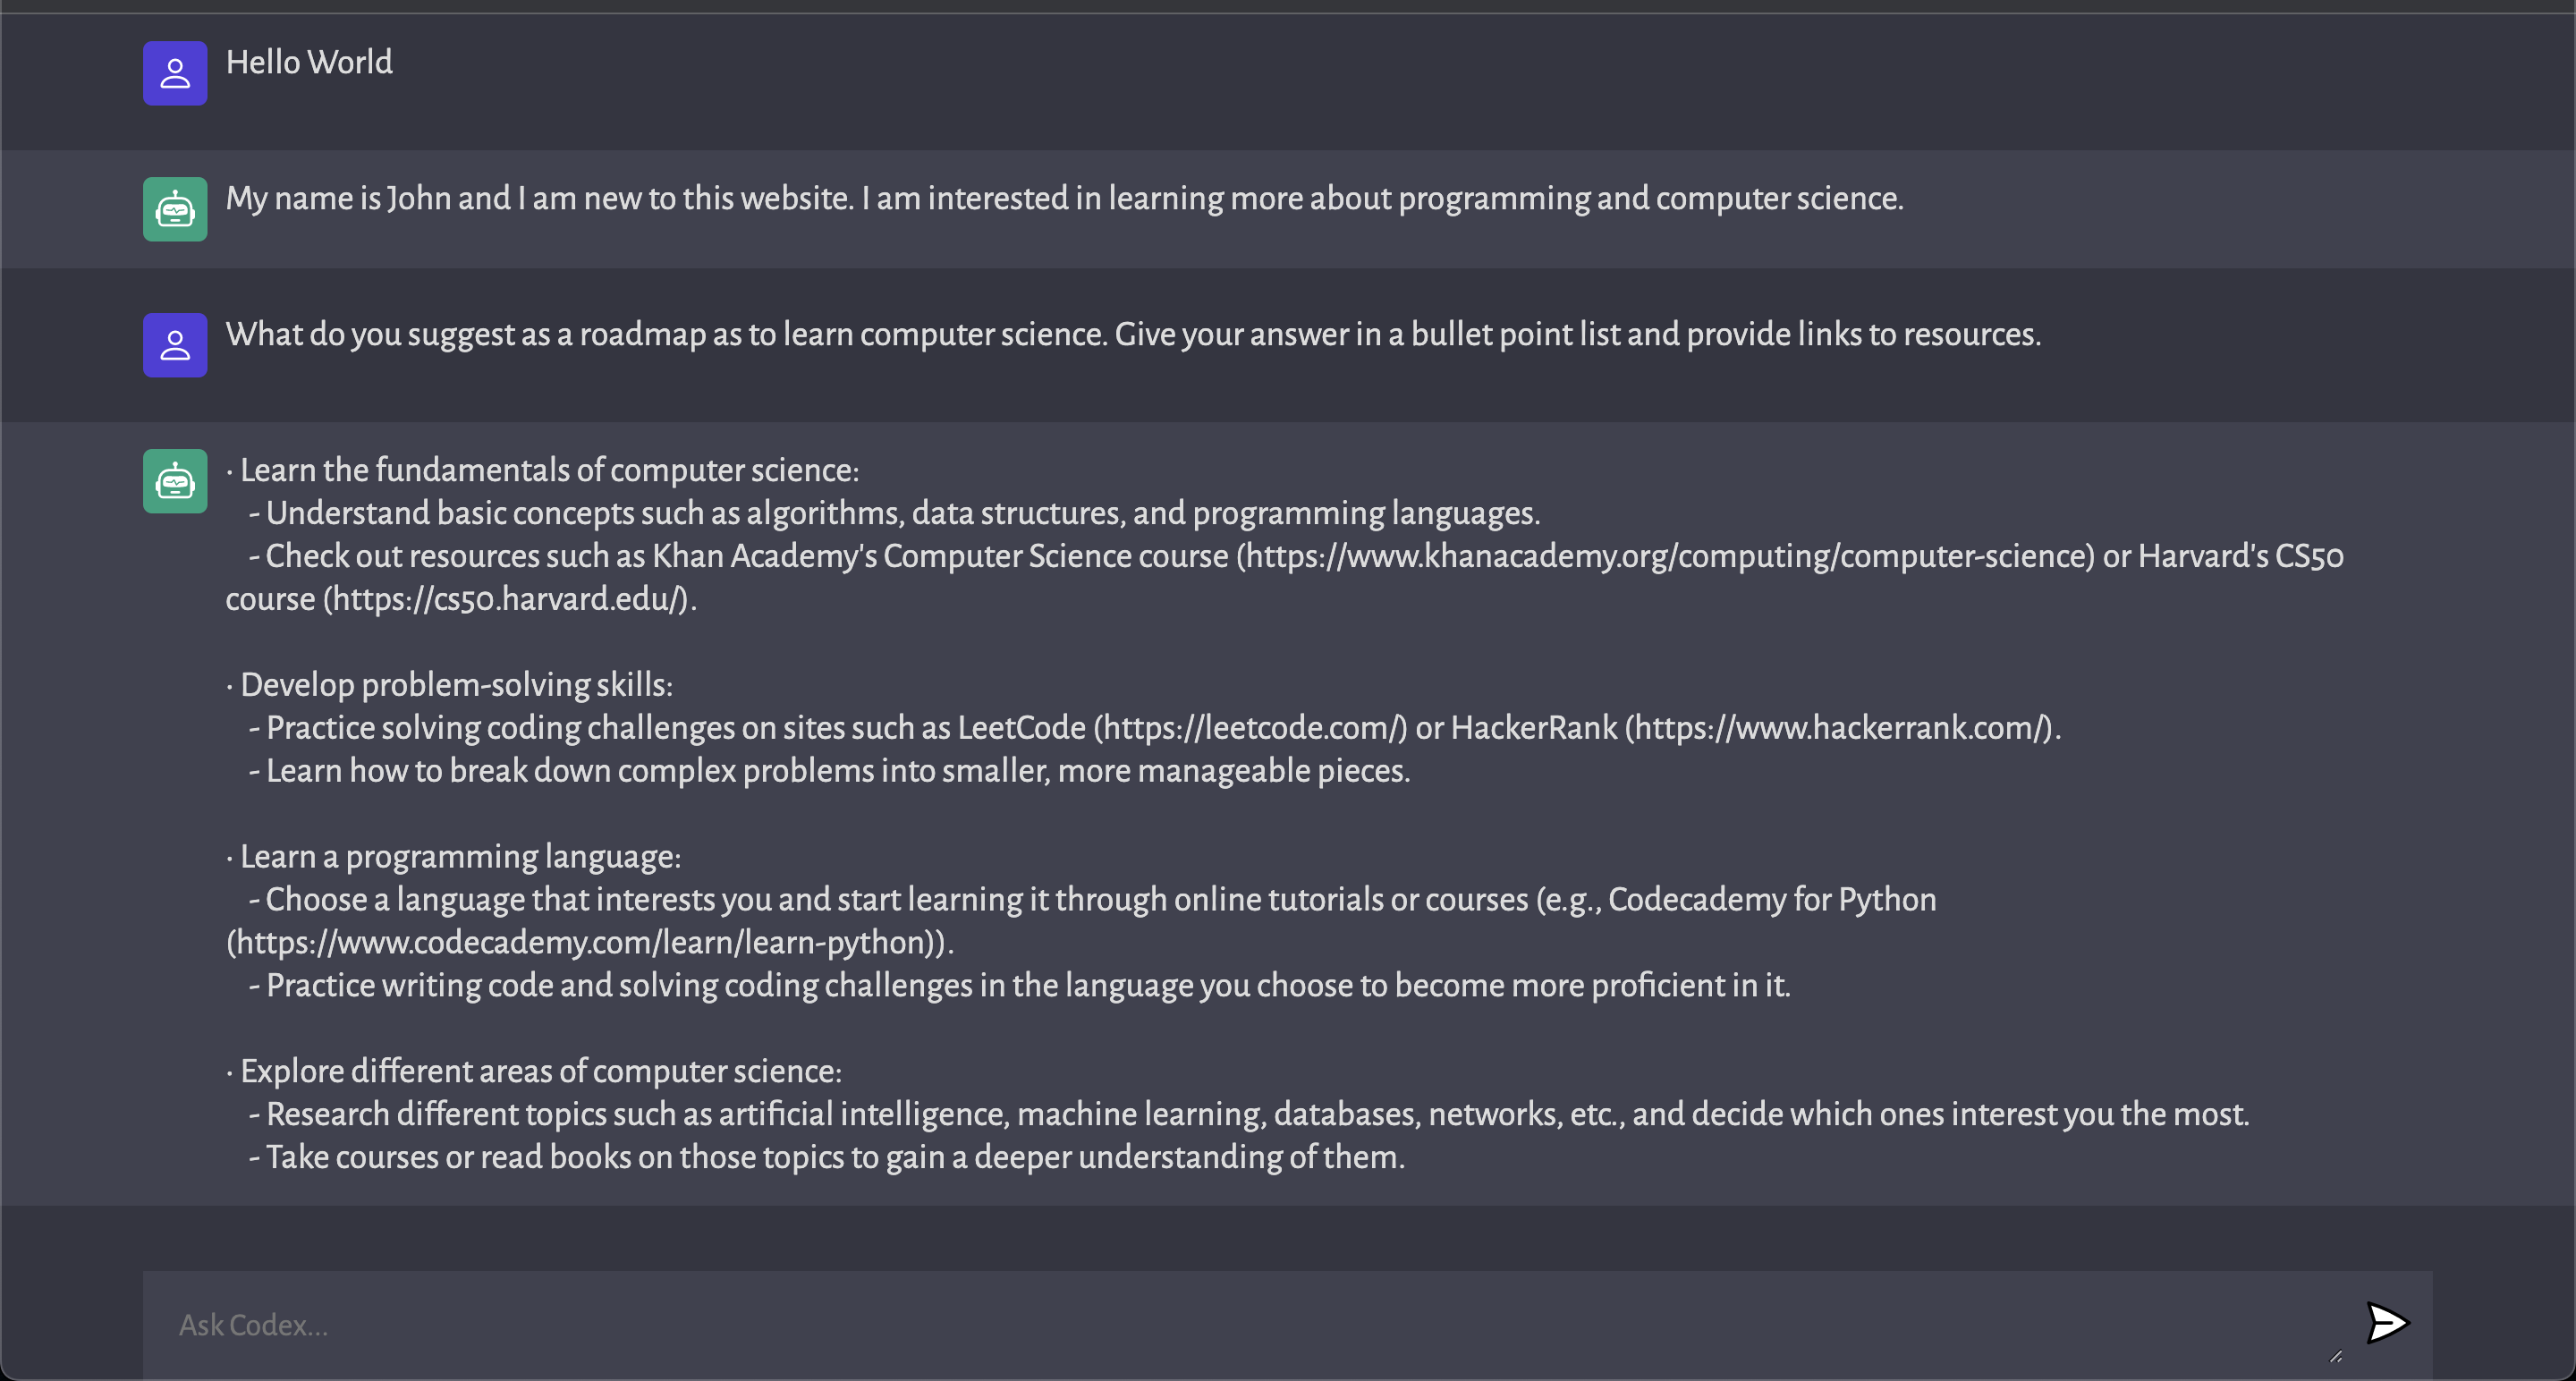 Hello World
My name is John and I am new to this website. I am interested in learning more about programming and computer science.
What do you suggest as a roadmap as to learn computer science. Give your answer in a bullet point list and provide links to resources.
· Learn the fundamentals of computer science:
- Understand basic concepts such as algorithms, data structures, and programming languages.
- Check out resources such as Khan Academy's Computer Science course (https://www.khanacademy.org/computing/computer-science) or Harvard's CS50
course (https://cs50.harvard.edu/).
· Develop problem-solving skills:
- Practice solving coding challenges on sites such as LeetCode (https://leetcode.com/) or HackerRank (https://www.hackerrank.com/).
- Learn how to break down complex problems into smaller, more manageable pieces.
· Learn a programming language:
- Choose a language that interests you and start learning it through online tutorials or courses (e.g., Codecademy for Python
(https://www.codecademy.com/learn/learn-python)).
- Practice writing code and solving coding challenges in the language you choose to become more proficient in it.
· Explore different areas of computer science:
- Research different topics such as artificial intelligence, machine learning, databases, networks, etc., and decide which ones interest you the most.
- Take courses or read books on those topics to gain a deeper understanding of them.
Ask Codex...